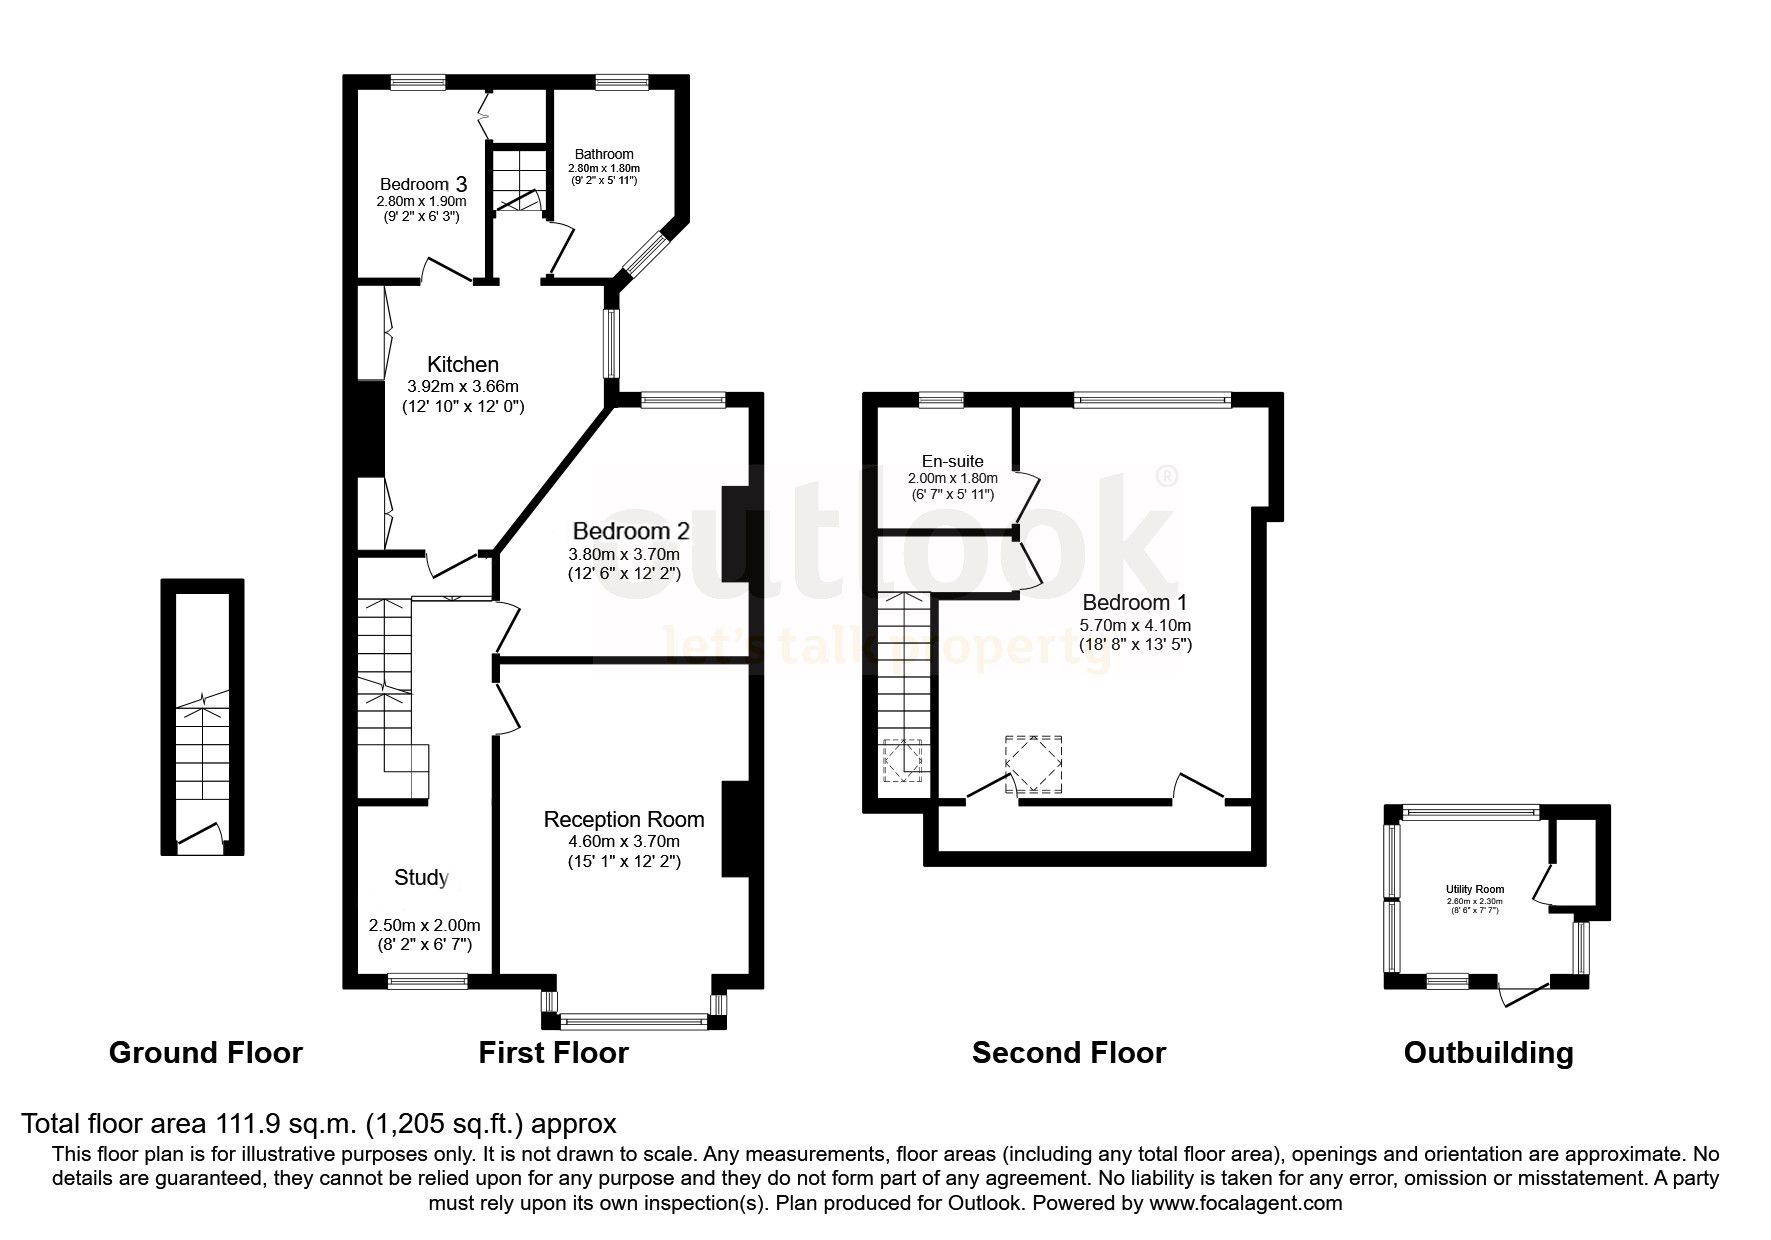 Bathroom
2.80m x 1.80m
(9' 2" x 5' 11")
Bedroom 3
2.80m x 1.90m
(9' 2" x 6' 3")
Kitchen
3.92m x 3.66m
(12' 10" x 12' 0")
Bedroom 2
3.80m x 3.70m
(12' 6" x 12' 2")
Reception Room
4.60m x 3.70m
(15' 1" x 12' 2")
Study
2.50m x 2.00m
(8' 2" x 6' 7")
En-suite
2.00m x 1.80m
(6' 7" x 5' 11")
Bedroom 1
5.70m x 4.10m
(18' 8" x 13' 5")
outlook®
let's talk property
Utility Room
2.60m x 2.30m
(8' 6" x 7' 7")
Ground Floor
First Floor
Second Floor
Outbuilding
Total floor area 111.9 sq.m. (1,205 sq.ft.) approx
This floor plan is for illustrative purposes only. It is not drawn to scale. Any measurements, floor areas (including any total floor area), openings and orientation are approximate. No
details are guaranteed, they cannot be relied upon for any purpose and they do not form part of any agreement. No liability is taken for any error, omission or misstatement. A party
must rely upon its own inspection(s). Plan produced for Outlook. Powered by www.focalagent.com